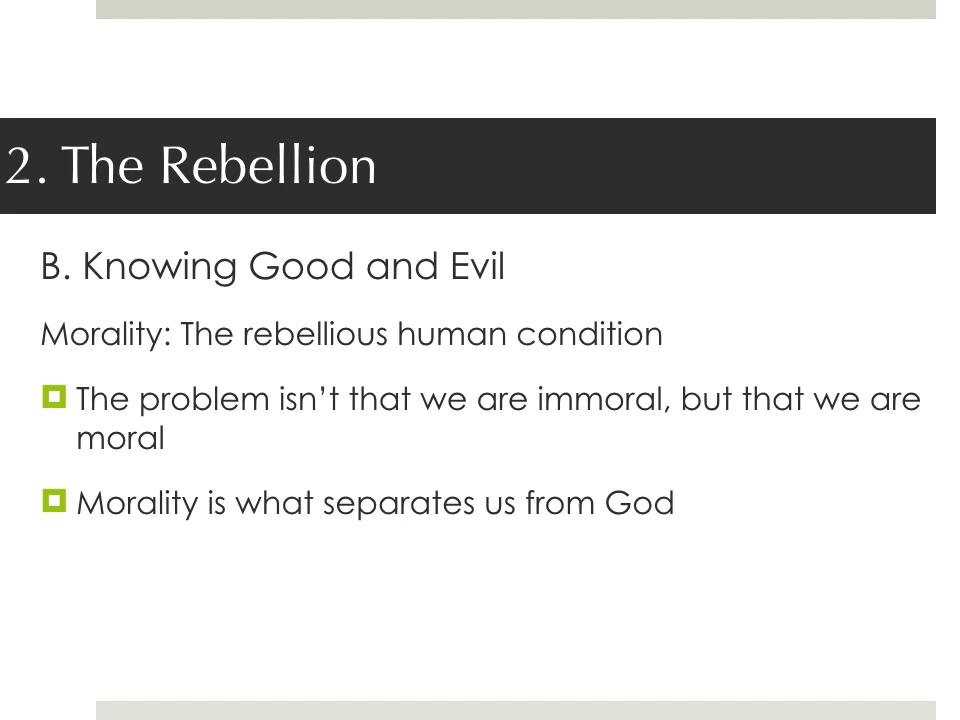 2. The Rebellion
B. Knowing Good and Evil
Morality: The rebellious human condition
The problem isn’t that we are immoral, but that we are
moral
Morality is what separates us from God